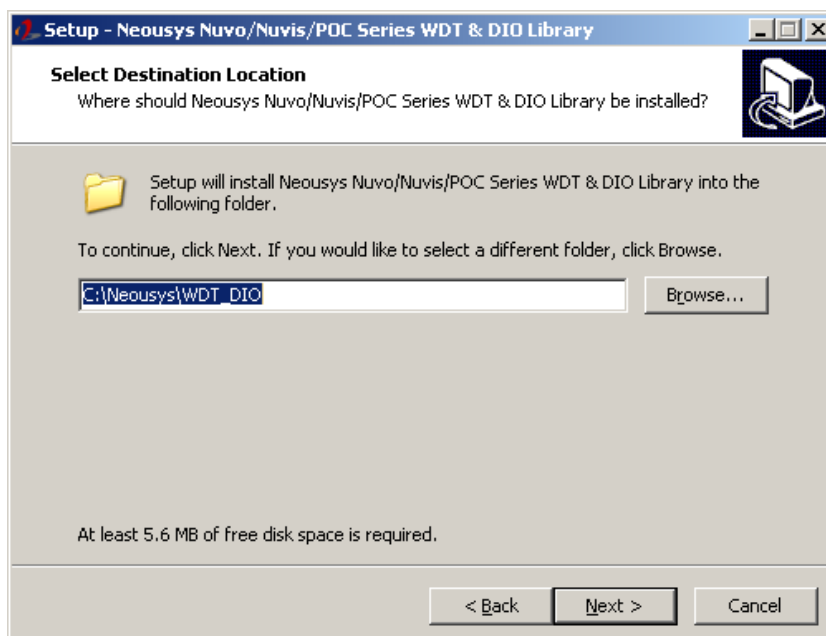 Setup - Neousys Nuvo/Nuvis/POC Series WDT & DIO Library
Select Destination Location
Where should Neousys Nuvo/Nuvis/POC Series WDT & DIO Library be installed?
Setup will install Neousys Nuvo/Nuvis/POC Series WDT & DIO Library into the
following folder.
To continue, click Next. If you would like to select a different folder, click Browse.
C:\Neousys\WDT_DIO
Browse...
At least 5.6 MB of free disk space is required.
< Back Next > Cancel